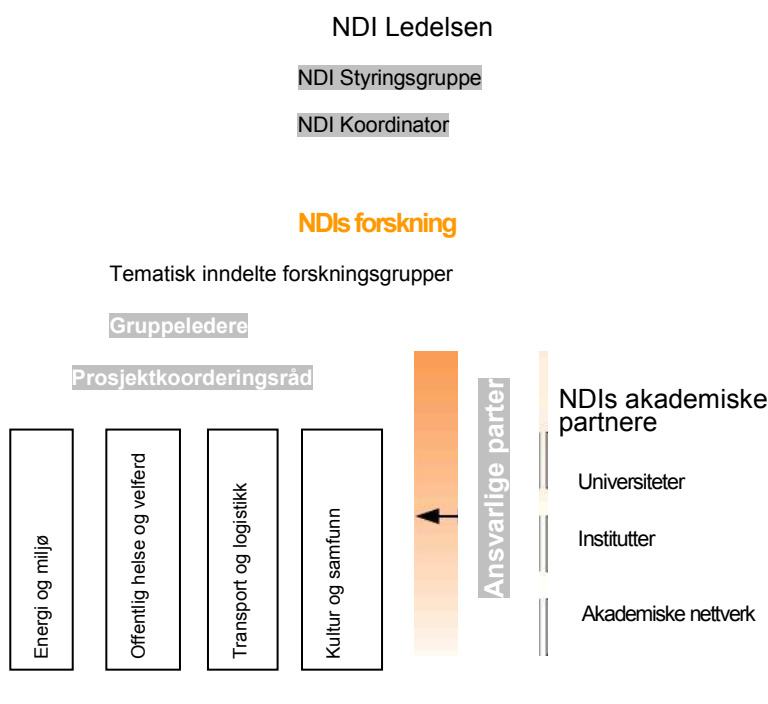 NDI Ledelsen
NDI Styringsgruppe
NDI Koordinator
NDIs forskning
Tematisk inndelte forskningsgrupper
Gruppeledere
Prosjektkoorderingsråd
Energi og miljø
Offentlig helse og velferd
Transport og logistikk
Kultur og samfunn
Ansvarlige parter
NDIs akademiske
partnere
Universiteter
Institutter
Akademiske nettverk